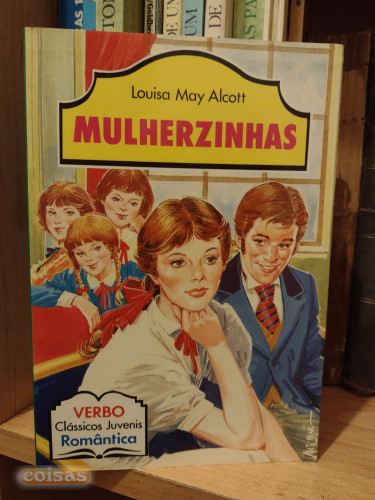 Louisa May Alcott
MULHERZINHAS
VERBO
Clássicos Juvenis
Romântica
coisas